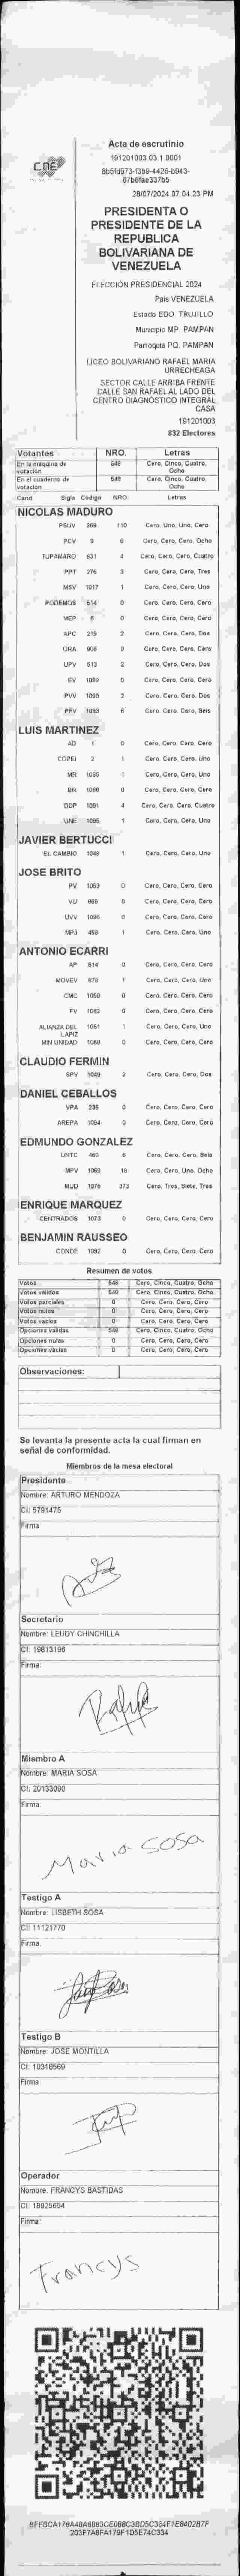 CNE
Acta de escrutinio
191201003.03.1.0001
28/07/2024 07:04:23 PM
PRESIDENTA O
PRESIDENTE DE LA
REPUBLICA
BOLIVARIANA DE
VENEZUELA
ELECCIÓN PRESIDENCIAL 2024
Pais VENEZUELA
Estado EDO. TRUJILLO
Municipio MP. PAMPAN
Parroquia PQ. PAMPAN
LICEO BOLIVARIANO RAFAEL MARIA
URRECHEAGA
SECTOR CALLE ARRIBA FRENTE
CALLE SAN RAFAEL AL LADO DEL
CENTRO DIAGNOSTICO INTEGRAL
CASA
191201003
832 Electores
Votantes NRO. Letras
En la maquina de votación 548 Cero, Cinco, Cuatro, Ocho
En el cuaderno de votación 548 Cero, Cinco, Cuatro, Ocho
Cand Sigla Código NRO. Letras
NICOLAS MADURO
PSUV 269 110 Cero, Uno, Uno, Cero
PCV Cero, Cero, Cero, Ocho
TUPAMARO 631 4 Cero, Cero, Cero, Cuatro
PPT 276 3 Cero, Cero, Cero, Tres
MSV 1017 1 Cero, Cero, Cero, Uno
PODEMOS 514 0 Cero, Cero, Cero, Cero
MEP 6 0 Cero, Cero, Cero, Cero
APC 219 2 Cero, Cero, Cero, Dos
ORA 906 0 Cero, Cero, Cero, Cero
UPV 513 2 Cero, Cero, Cero, Dos
EV 1089 0 Cero, Cero, Cero, Cero
PVV 1090 2 Cero, Cero, Cero, Dos
PFV 1093 6 Cero, Cero, Cero, Seis
LUIS MARTINEZ
AD 1 0 Cero, Cero, Cero, Cero
COPEI 2 1 Cero, Cero, Cero, Uno
MR 1065 1 Cero, Cero, Cero, Uno
BR 1060 0 Cero, Cero, Cero, Cero
DDP 1091 4 Cero, Cero, Cero, Cuatro
UNE 1095 1 Cero, Cero, Cero, Uno
JAVIER BERTUCCI
EL CAMBIO 1049 1 Cero, Cero, Cero, Uno
JOSE BRITO
PV 1053 0 Cero, Cero, Cero, Cero
VU 968 0 Cero, Cero, Cero, Cero
UVV 1096 0 Cero, Cero, Cero, Cero
MPJ 459 1 Cero, Cero, Cero, Uno
ANTONIO ECARRI
AP 914 0 Cero, Cero, Cero, Cero
MOVEV 979 1 Cero, Cero, Cero, Uno
CMC 1050 0 Cero, Cero, Cero, Cero
FV 1062 0 Cero, Cero, Cero, Cero
ALIANZA DEL LAPIZ 1061 1 Cero, Cero, Cero, Uno
MIN UNIDAD 1068 0 Cero, Cero, Cero, Cero
CLAUDIO FERMIN
SPV 1049 2 Cero, Cero, Cero, Dos
DANIEL CEBALLOS
VPA 236 0 Cero, Cero, Cero, Cero
AREPA 1094 0 Cero, Cero, Cero, Cero
EDMUNDO GONZALEZ
UNTC 460 6 Cero, Cero, Cero, Seis
MPV 1069 18 Cero, Cero, Uno, Ocho
MUD 1076 373 Cero, Tres, Siete, Tres
ENRIQUE MARQUEZ
CENTRADOS 1073 0 Cero, Cero, Cero, Cero
BENJAMIN RAUSSEO
CONDE 1092 0 Cero, Cero, Cero, Cero
Resumen de votos
Votos 548 Cero, Cinco, Cuatro, Ocho
Votos validos 548 Cero, Cinco, Cuatro, Ocho
Votos parciales 0 Cero, Cero, Cero, Cero
Votos nulos 0 Cero, Cero, Cero, Cero
Votos vacios 0 Cero, Cero, Cero, Cero
Opciones validas 548 Cero, Cinco, Cuatro, Ocho
Opciones nulas 0 Cero, Cero, Cero, Cero
Opciones vacias 0 Cero, Cero, Cero, Cero
Observaciones:
Se levanta la presente acta la cual firman en
señal de conformidad.
Miembros de la mesa electoral
Presidente
Nombre: ARTURO MENDOZA
CI: 5791475
Firma
Secretario
Nombre: LEUDY CHINCHILLA
CI: 19813196
Firma:
Miembro A
Nombre: MARIA SOSA
CI: 20133090
Firma:
Maria Sosa
Testigo A
Nombre: LISBETH SOSA
CI: 11121770
Firma:
Testigo B
Nombre: JOSE MONTILLA
CI: 10318569
Firma:
Operador
Nombre: FRANCYS BASTIDAS
CI: 18925654
Firma:
Francys
203F7A8FA179F1D5E74C334